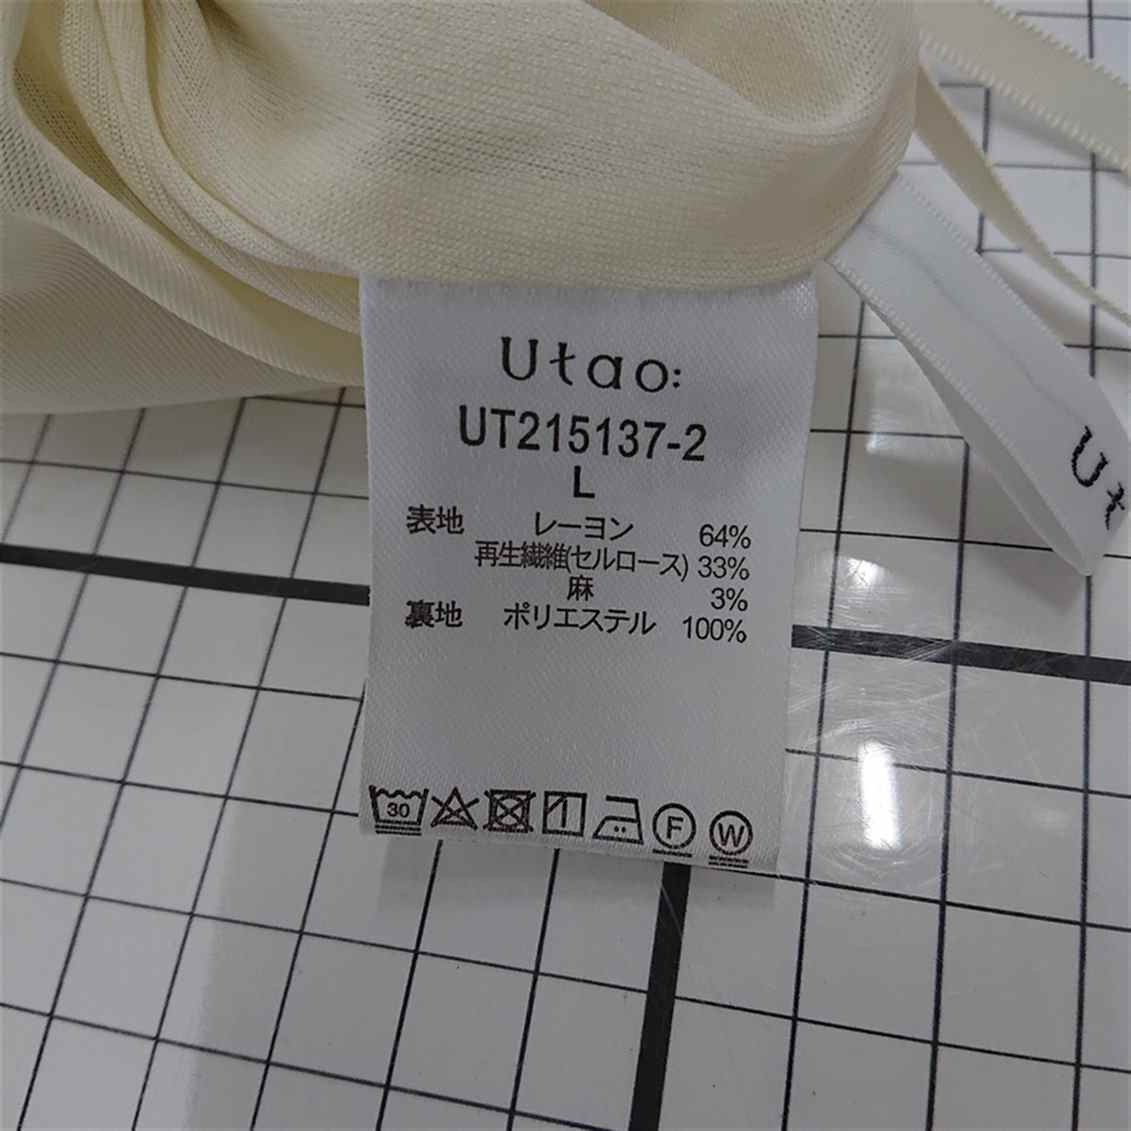 Utao:
UT215137-2
L
表地 レーヨン 64%
再生繊維(セルロース) 33%
麻 3%
裏地 ポリエステル 100%
30
F
W
Ut